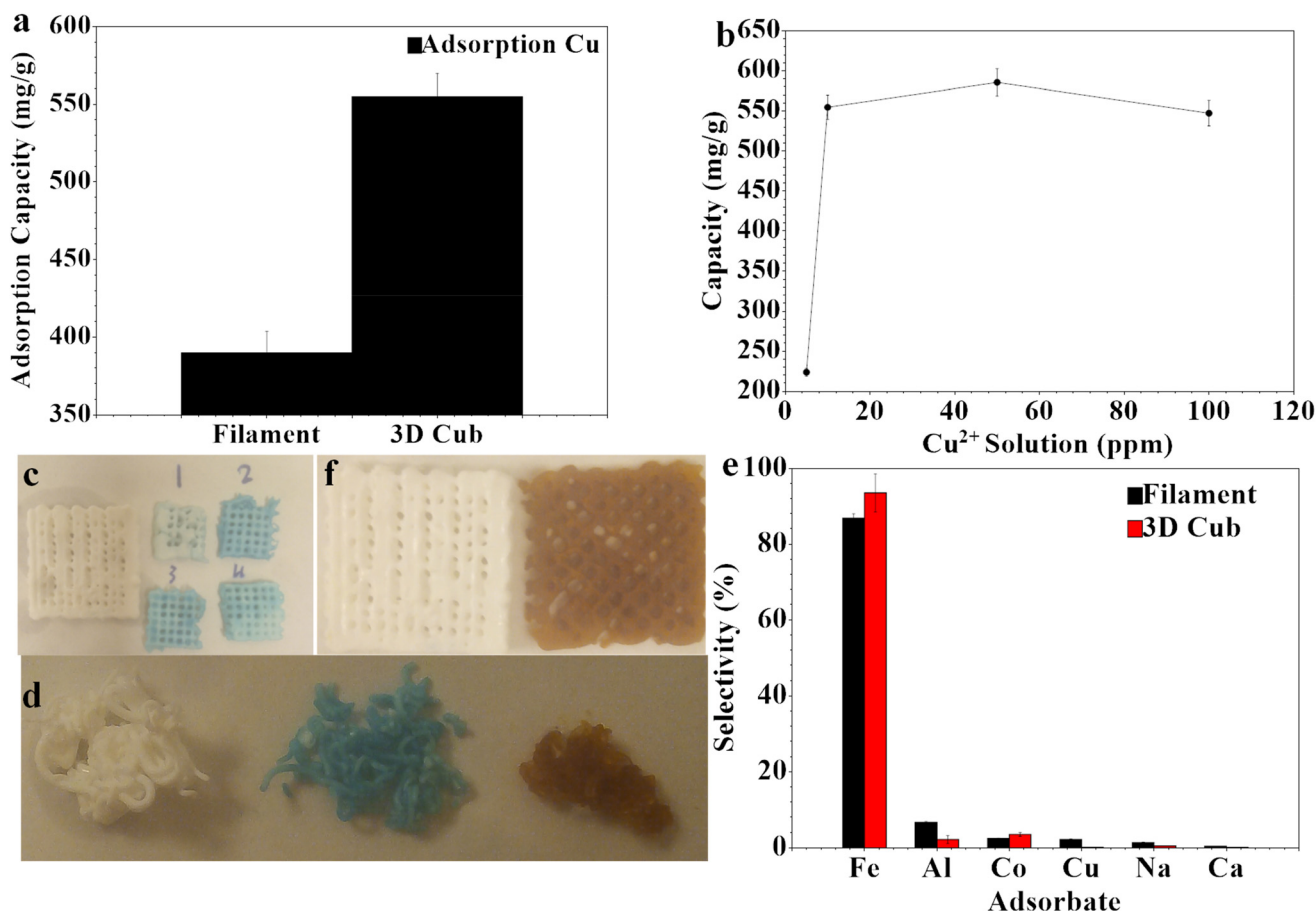 a
600
550
500
450
400
350
Adsorption Capacity (mg/g)
Adsorption Cu
Filament 3D Cub
b
650
600
550
500
450
400
350
300
250
200
Capacity (mg/g)
0 20 40 60 80 100 120
Cu²⁺ Solution (ppm)
c
1 2
3 4
f
d
e
100
80
60
40
20
0
Selectivity (%)
Filament
3D Cub
Fe Al Co Cu Na Ca
Adsorbate